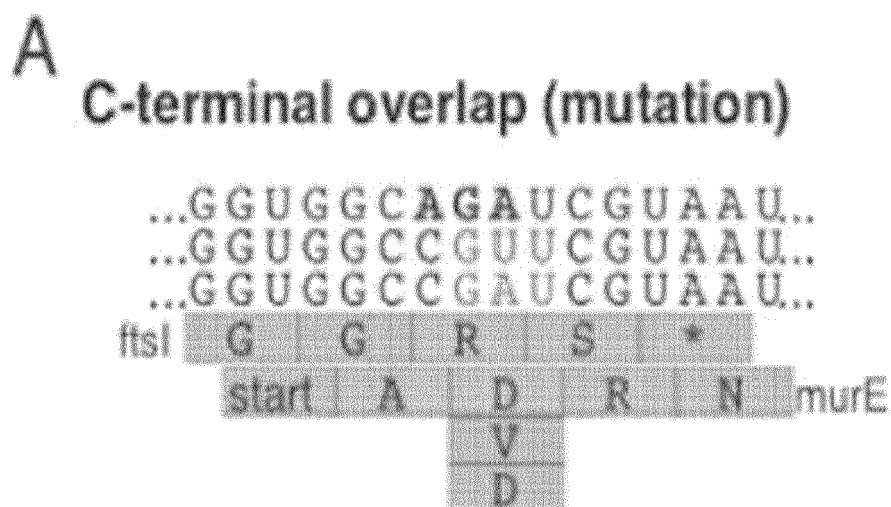 A
C-terminal overlap (mutation)
...GGUGGCAGAUCGUAAU...
...GGUGGCCGUUCGUAAU...
...GGUGGCCGAUCGUAAU...
ftsI G G R S *
start A D R N murE
V
D